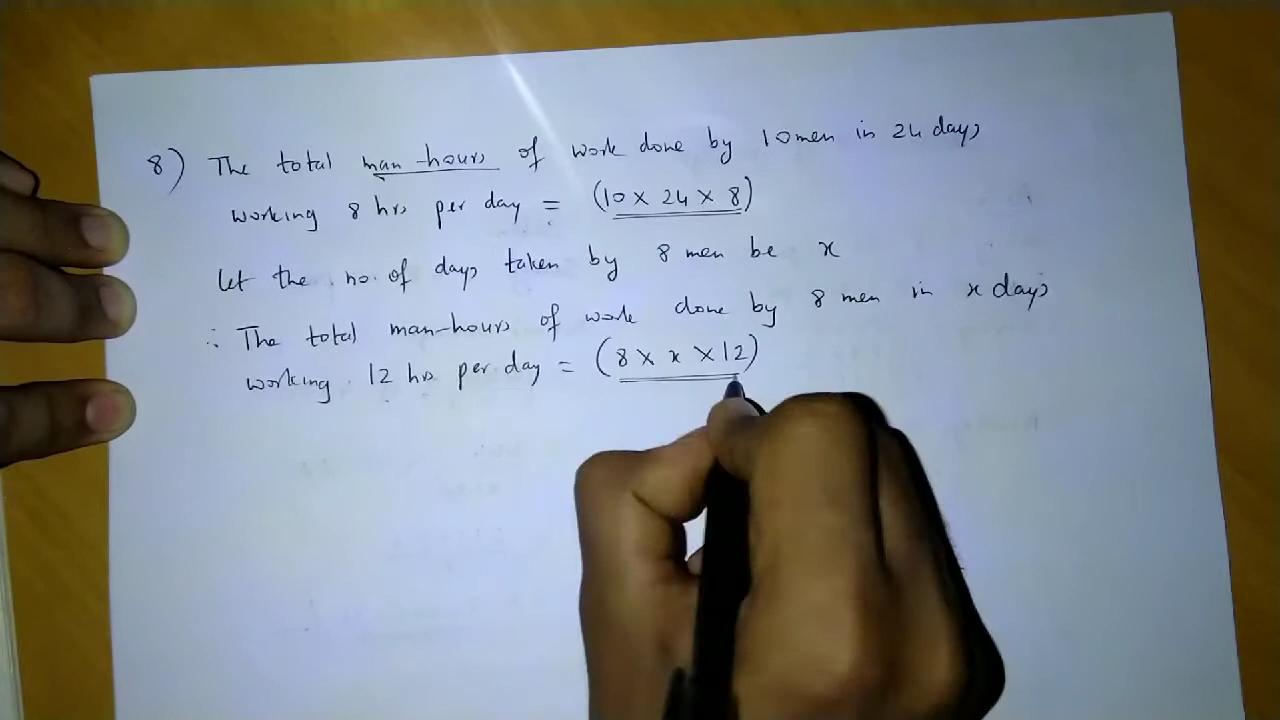 8) The total man-hours of work done by 10 men in 24 days
working 8 hrs per day = (10 × 24 × 8)
Let the no. of days taken by 8 men be x
∴ The total man-hours of work done by 8 men in x days
working 12 hrs per day = (8 × x × 12)